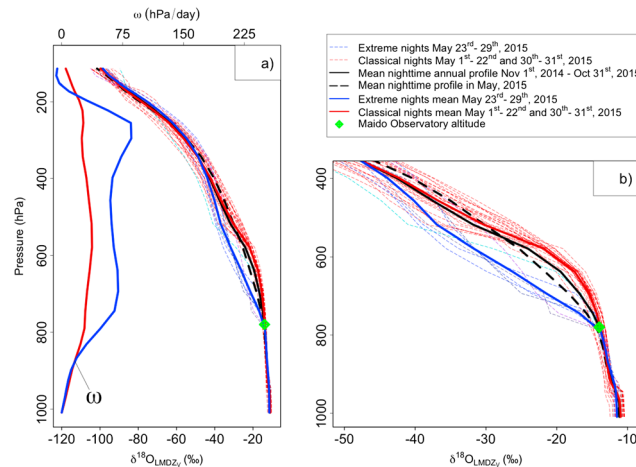 ω (hPa/day)
0 25 75 125 175 225
a)
Pressure (hPa)
200
400
600
800
1000
ω
-120 -100 -80 -60 -40 -20
δ18OLMDZv (‰)
Extreme nights May 23rd- 29th, 2015
Classical nights May 1st- 22nd and 30th- 31st, 2015
Mean nighttime annual profile Nov 1st, 2014 - Oct 31st, 2015
Mean nighttime profile in May, 2015
Extreme nights mean May 23rd- 29th, 2015
Classical nights mean May 1st- 22nd and 30th- 31st, 2015
Maido Observatory altitude
b)
400
600
800
1000
-50 -40 -30 -20 -10
δ18OLMDZv (‰)